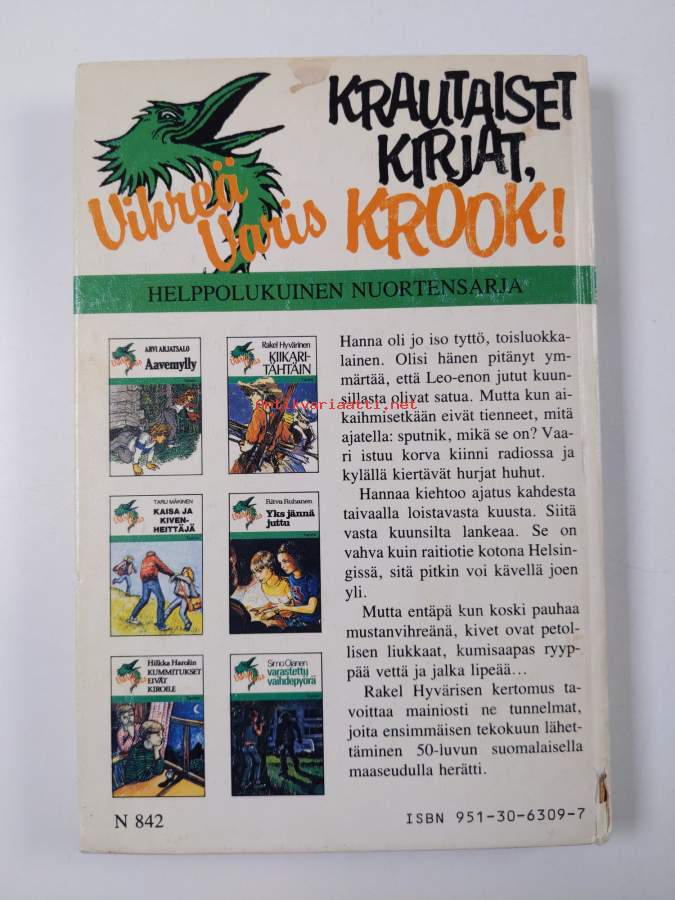 KRAUTAISET
KIRJAT,
KROOK!
Vihreä
Varis
HELPPOLUKUINEN NUORTENSARJA
ARVI ARJATSALO
Aavemylly
Rakel Hyvärinen
KIIKARI-
TÄHTÄIN
TARU MÄKINEN
KAISA JA
KIVEN-
HEITTÄJÄ
Ritva Ruhanen
Yks jännä
juttu
Hilkka Harolin
KUMMITUKSET
EIVÄT
KIROILE
Simo Ojanen
varastettu
vaihdepyörä
Hanna oli jo iso tyttö, toisluokka-
lainen. Olisi hänen pitänyt ym-
märtää, että Leo-enon jutut kuun-
sillasta olivat satua. Mutta kun ai-
kaihmisetkään eivät tienneet, mitä
ajatella: sputnik, mikä se on? Vaa-
ri istuu korva kiinni radiossa ja
kylällä kiertävät hurjat huhut.
Hannaa kiehtoo ajatus kahdesta
taivaalla loistavasta kuusta. Siitä
vasta kuunsilta lankeaa. Se on
vahva kuin raitiotie kotona Helsin-
gissä, sitä pitkin voi kävellä joen
yli.
Mutta entäpä kun koski pauhaa
mustanvihreänä, kivet ovat petol-
lisen liukkaat, kumisaapas ryyp-
pää vettä ja jalka lipeää...
Rakel Hyvärisen kertomus ta-
voittaa mainiosti ne tunnelmat,
joita ensimmäisen tekokuun lähet-
täminen 50-luvun suomalaisella
maaseudulla herätti.
N 842
ISBN 951-30-6309-7
antikvariaatti.net